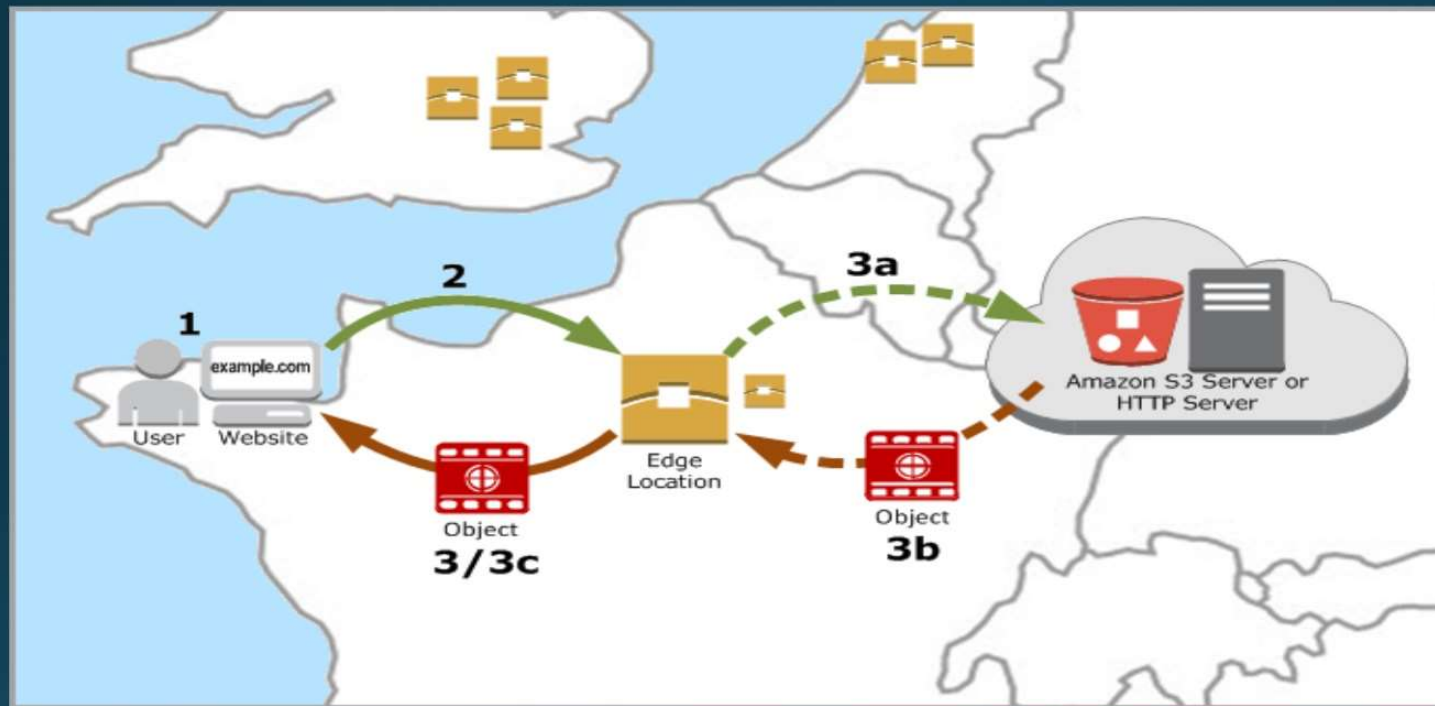 1
2
3a
example.com
User
Website
Edge
Location
Object
3/3c
Object
3b
Amazon S3 Server or
HTTP Server